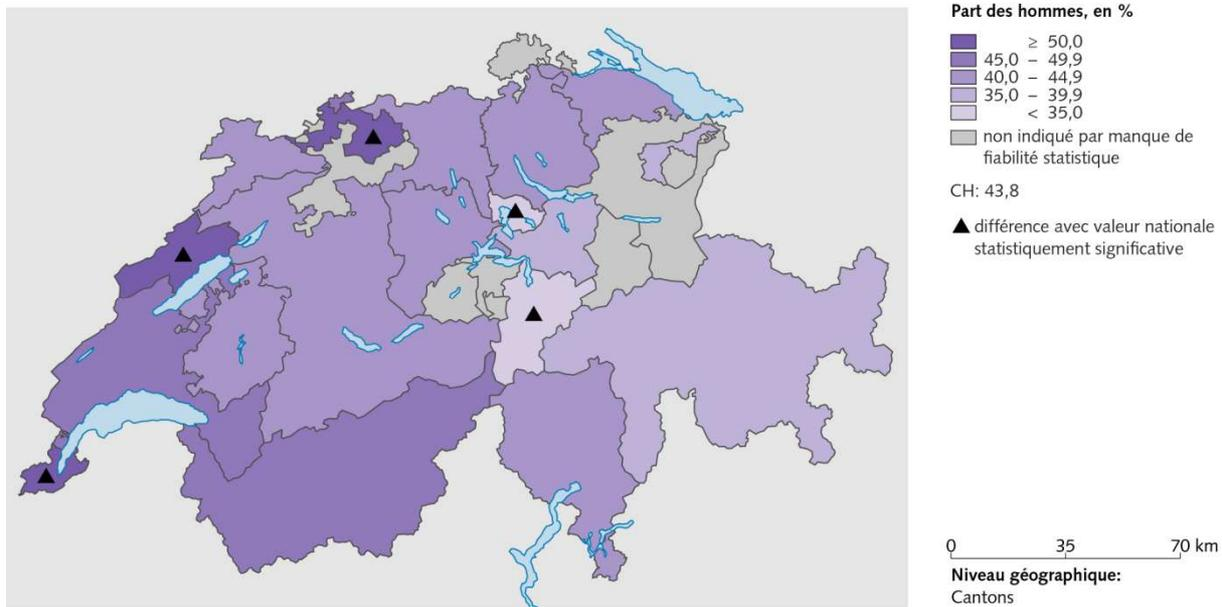 Part des hommes, en %
≥ 50,0
45,0 – 49,9
40,0 – 44,9
35,0 – 39,9
< 35,0
non indiqué par manque de
fiabilité statistique
CH: 43,8
différence avec valeur nationale
statistiquement significative
0 35 70 km
Niveau géographique:
Cantons